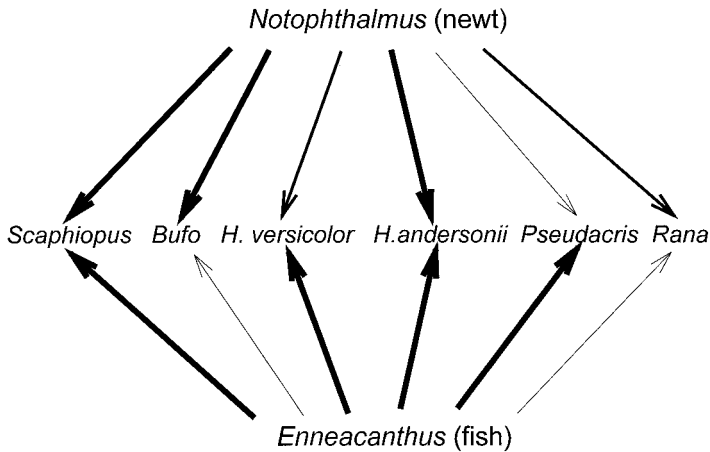 Notophthalmus (newt)
Scaphiopus Bufo H. versicolor H.andersonii Pseudacris Rana
Enneacanthus (fish)